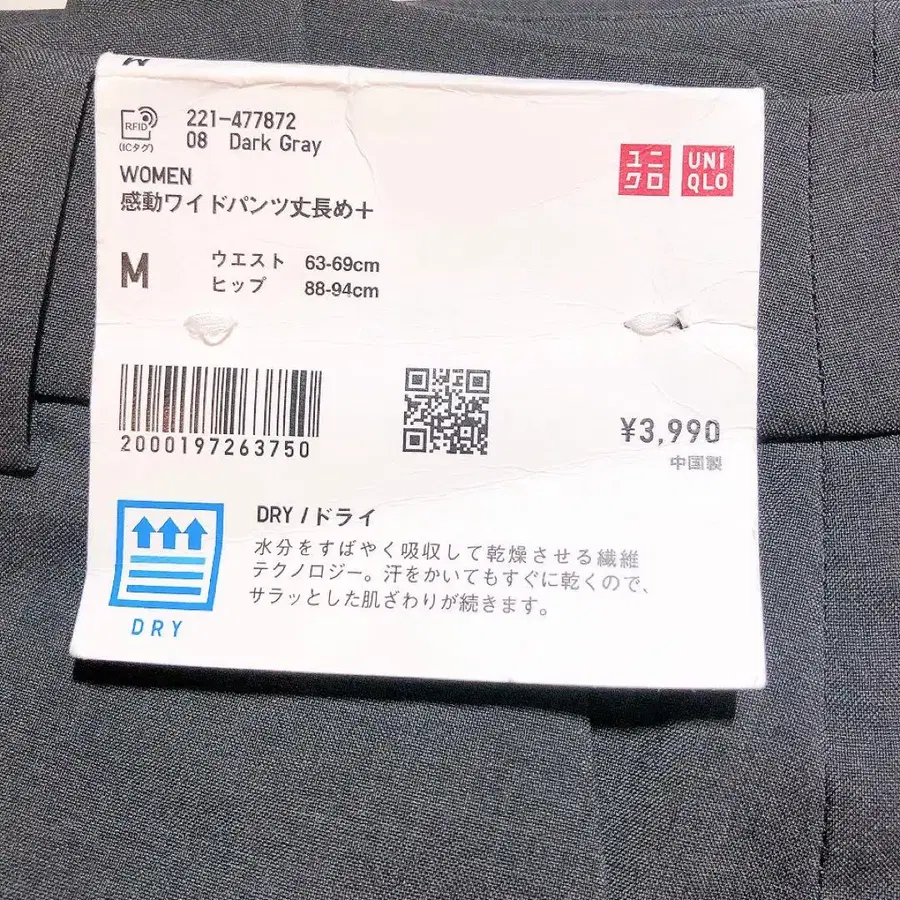 M
RFID
(ICタグ)
221-477872
08 Dark Gray
WOMEN
感動ワイドパンツ丈長め＋
ユニクロ
UNIQLO
M
ウエスト 63-69cm
ヒップ 88-94cm
2000197263750
¥3,990
中国製
DRY / ドライ
水分をすばやく吸収して乾燥させる繊維
テクノロジー。汗をかいてもすぐに乾くので、
サラッとした肌ざわりが続きます。
DRY